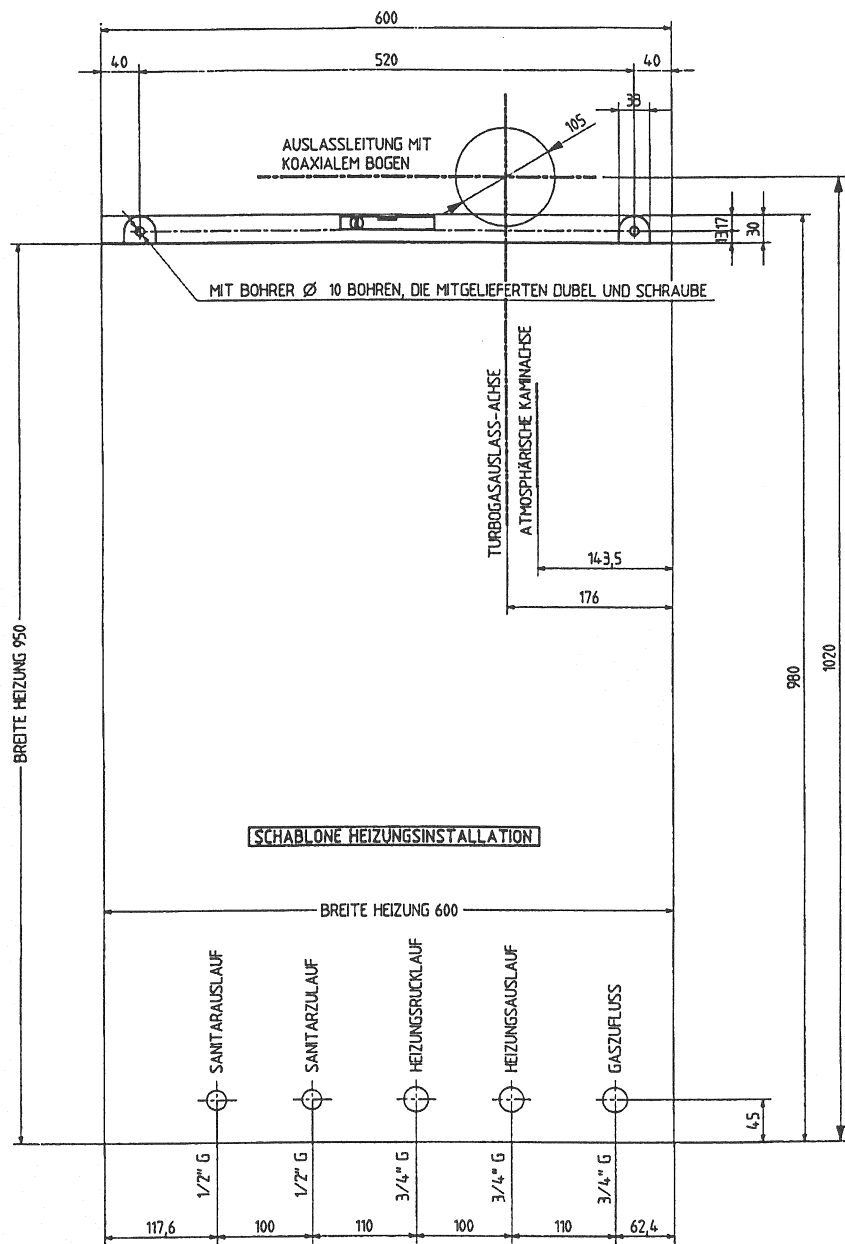 600
40
520
40
38
105
AUSLASSLEITUNG MIT
KOAXIALEM BOGEN
17
13
30
MIT BOHRER Ø 10 BOHREN, DIE MITGELIEFERTEN DUBEL UND SCHRAUBE
TURBOGASAUSLASS-ACHSE
ATMOSPHÄRISCHE KAMINACHSE
143,5
176
BREITE HEIZUNG 950
980
1020
SCHABLONE HEIZUNGSINSTALLATION
BREITE HEIZUNG 600
SANITARAUSLAUF
SANITARZULAUF
HEIZUNGSRUCKLAUF
HEIZUNGSAUSLAUF
GASZUFLUSS
45
1/2" G
1/2" G
3/4" G
3/4" G
3/4" G
117,6
100
110
100
110
62,4